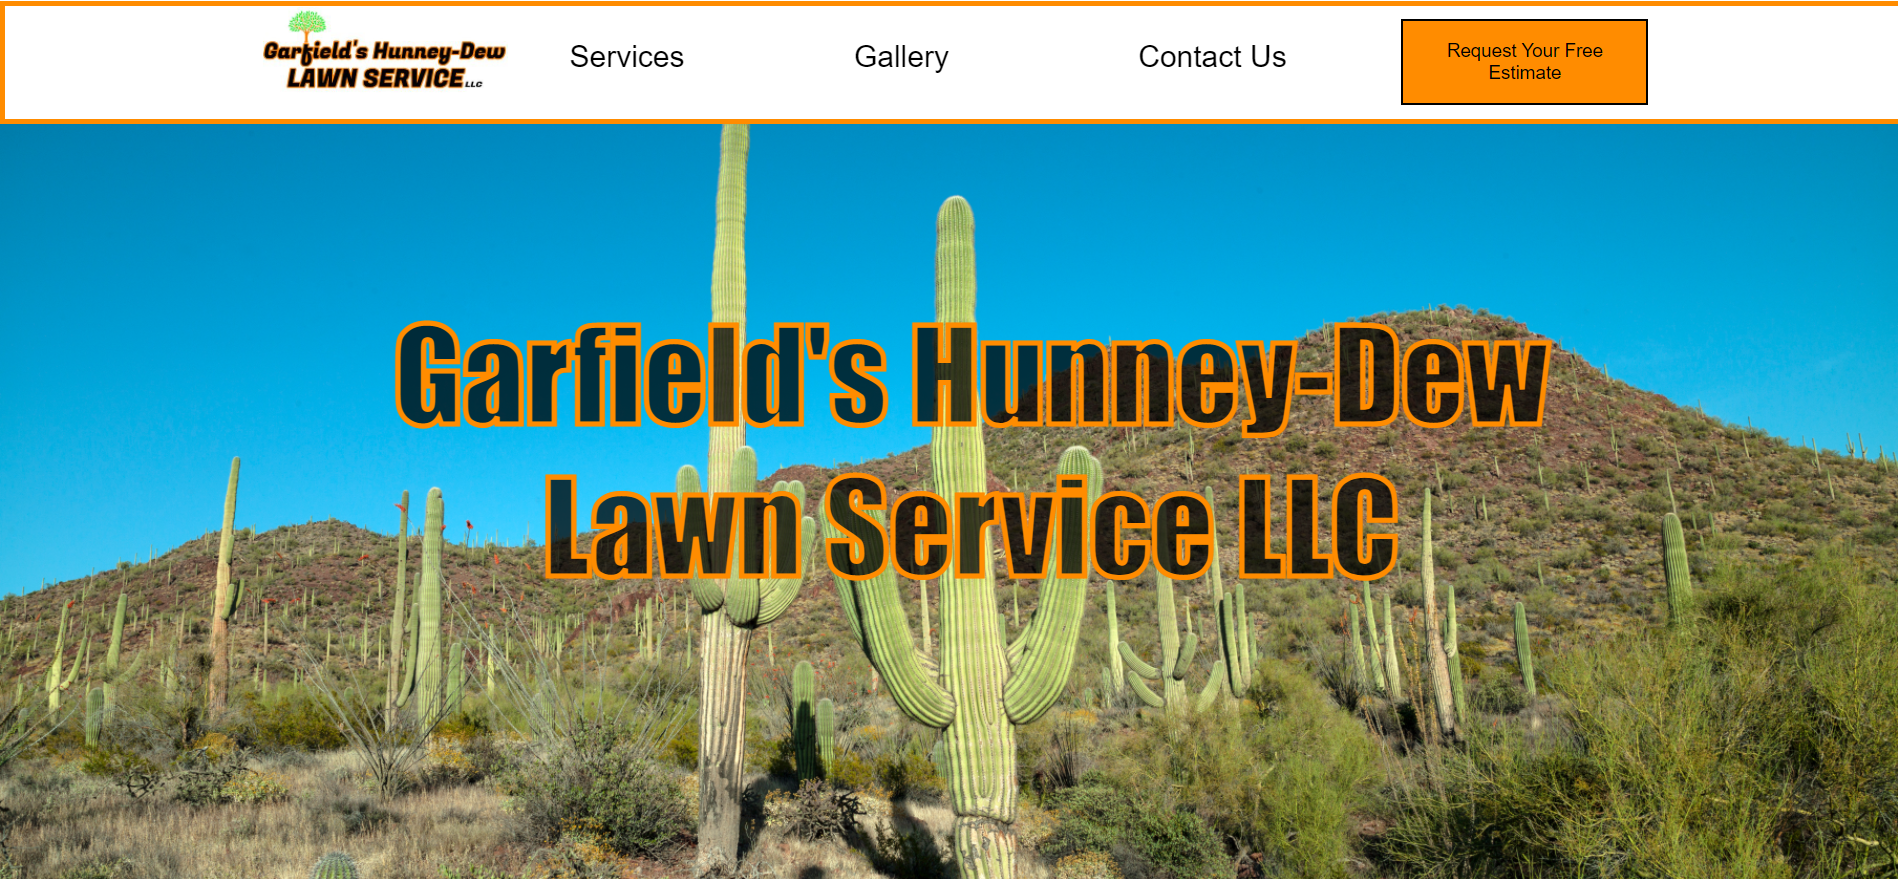 Garfield's Hunney-Dew
LAWN SERVICE LLC
Services
Gallery
Contact Us
Request Your Free
Estimate
Garfield's Hunney-Dew
Lawn Service LLC